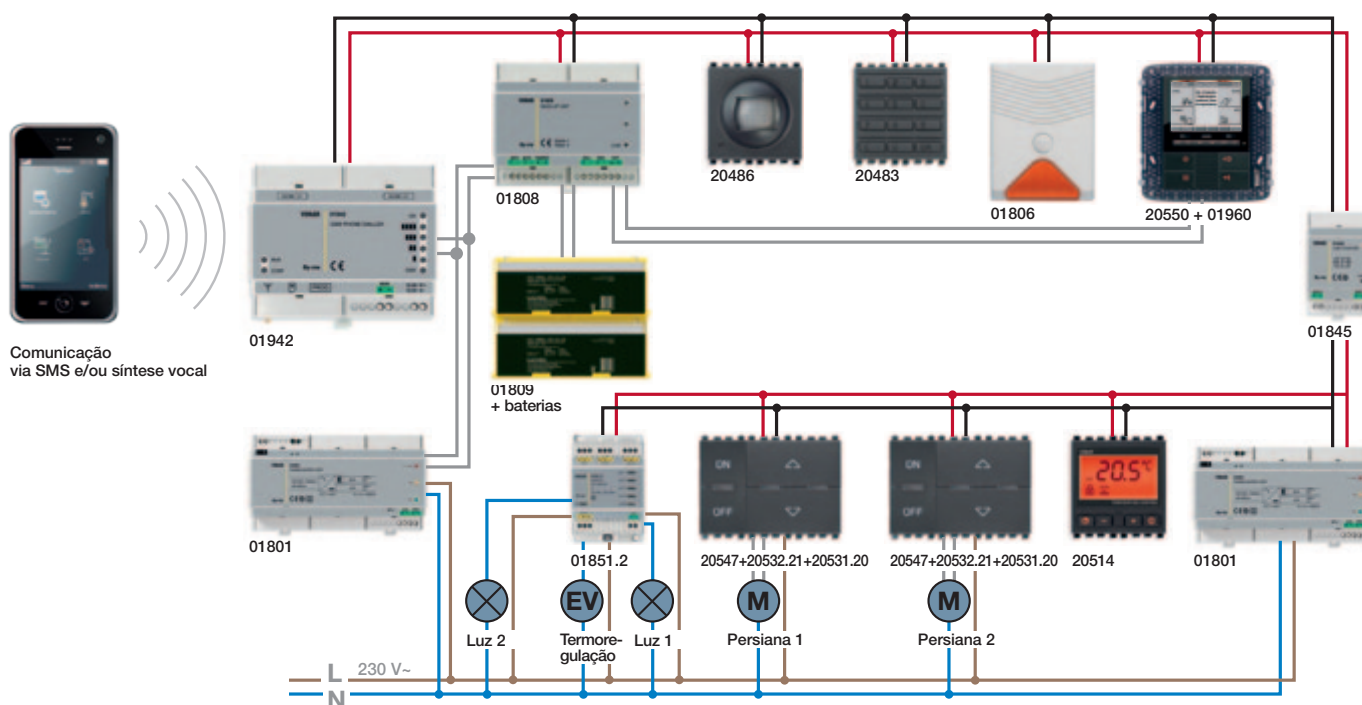 01808
20486
20483
01806
20550 + 01960
01845
01942
Comunicação
via SMS e/ou síntese vocal
01809
+ baterias
ON
OFF
ON
OFF
20.5°C
01801
01851.2
20547+20532.21+20531.20
20547+20532.21+20531.20
20514
01801
EV
M
M
Luz 2
Termore-
gulação
Luz 1
Persiana 1
Persiana 2
L 230 V~
N